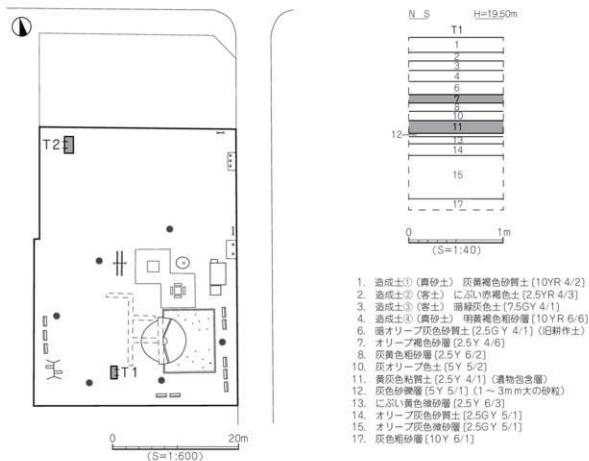 T2
T1
0 20m
(S=1:600)
N S H=19.50m
T1
1
2
3
4
6
7
8
10
11
12
13
14
15
17
0 1m
(S=1:40)
1. 造成土① (真砂土) 灰黄褐色砂質土 [10YR 4/2]
2. 造成土② (客土) にぶい赤褐色土 [2.5YR 4/3]
3. 造成土③ (客土) 暗緑灰色土 [7.5GY 4/1]
4. 造成土④ (真砂土) 明黄褐色粗砂層 [10YR 6/6]
6. 暗オリーブ灰色砂質土 [2.5G Y 4/1] (旧耕作土)
7. オリーブ褐色砂層 [2.5Y 4/6]
8. 灰黄色粗砂層 [2.5Y 6/2]
10. 灰オリーブ色土 [5Y 5/2]
11. 黄灰色粘質土 [2.5Y 4/1] (遺物包含層)
12. 灰色砂礫層 [5Y 5/1] (1～3mm大の砂粒)
13. にぶい黄色微砂層 [2.5Y 6/3]
14. オリーブ灰色砂質土 [2.5GY 5/1]
15. オリーブ灰色微砂層 [2.5GY 5/1]
17. 灰色粗砂層 [10Y 6/1]